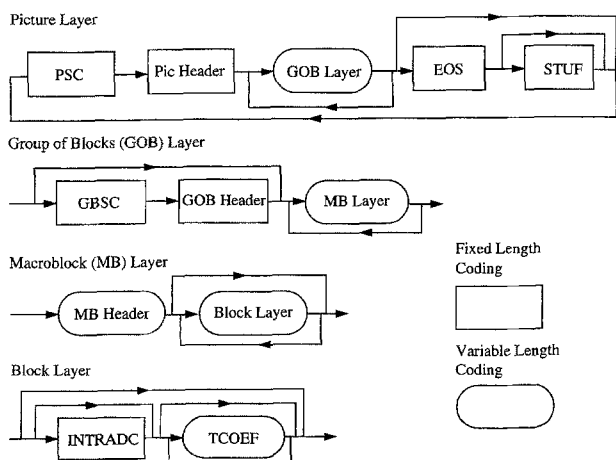 Picture Layer
PSC
Pic Header
GOB Layer
EOS
STUF
Group of Blocks (GOB) Layer
GBSC
GOB Header
MB Layer
Macroblock (MB) Layer
MB Header
Block Layer
Fixed Length
Coding
Variable Length
Coding
Block Layer
INTRADC
TCOEF